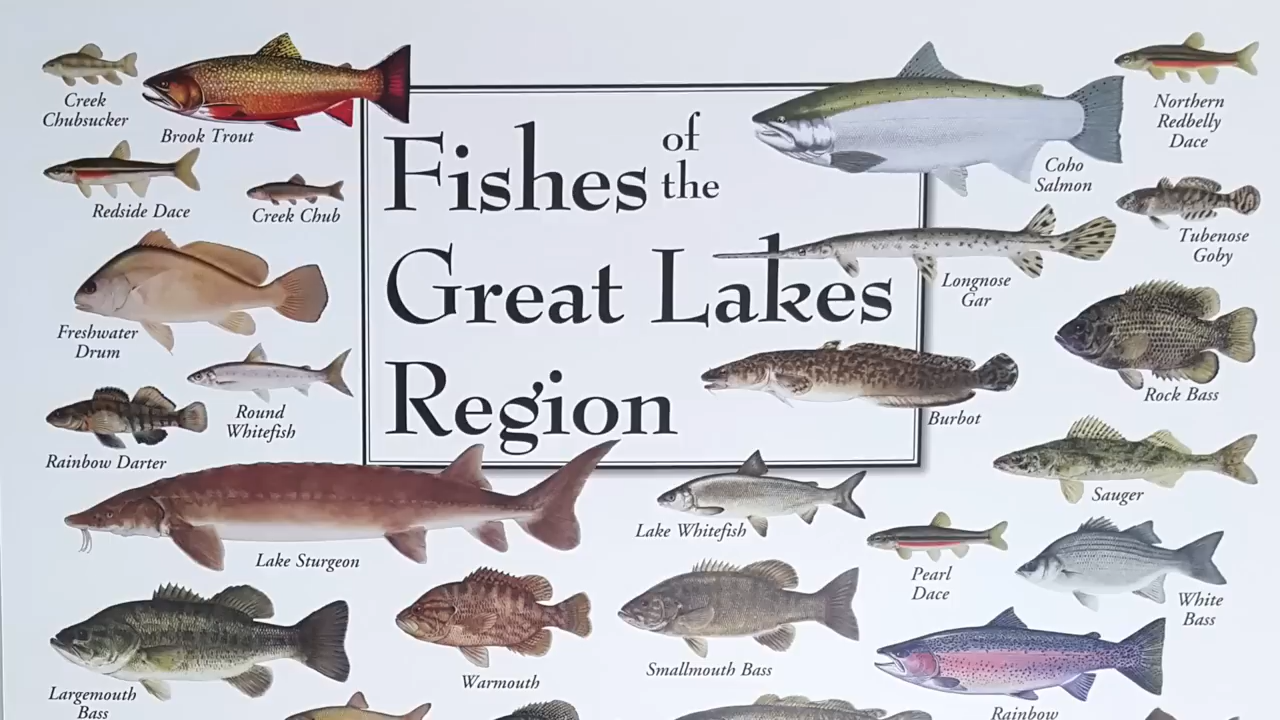 Fishes of the
Great Lakes
Region
Creek
Chubsucker
Brook Trout
Redside Dace
Creek Chub
Freshwater
Drum
Round
Whitefish
Rainbow Darter
Lake Sturgeon
Largemouth
Bass
Warmouth
Smallmouth Bass
Lake Whitefish
Coho
Salmon
Northern
Redbelly
Dace
Tubenose
Goby
Longnose
Gar
Rock Bass
Burbot
Sauger
Pearl
Dace
White
Bass
Rainbow